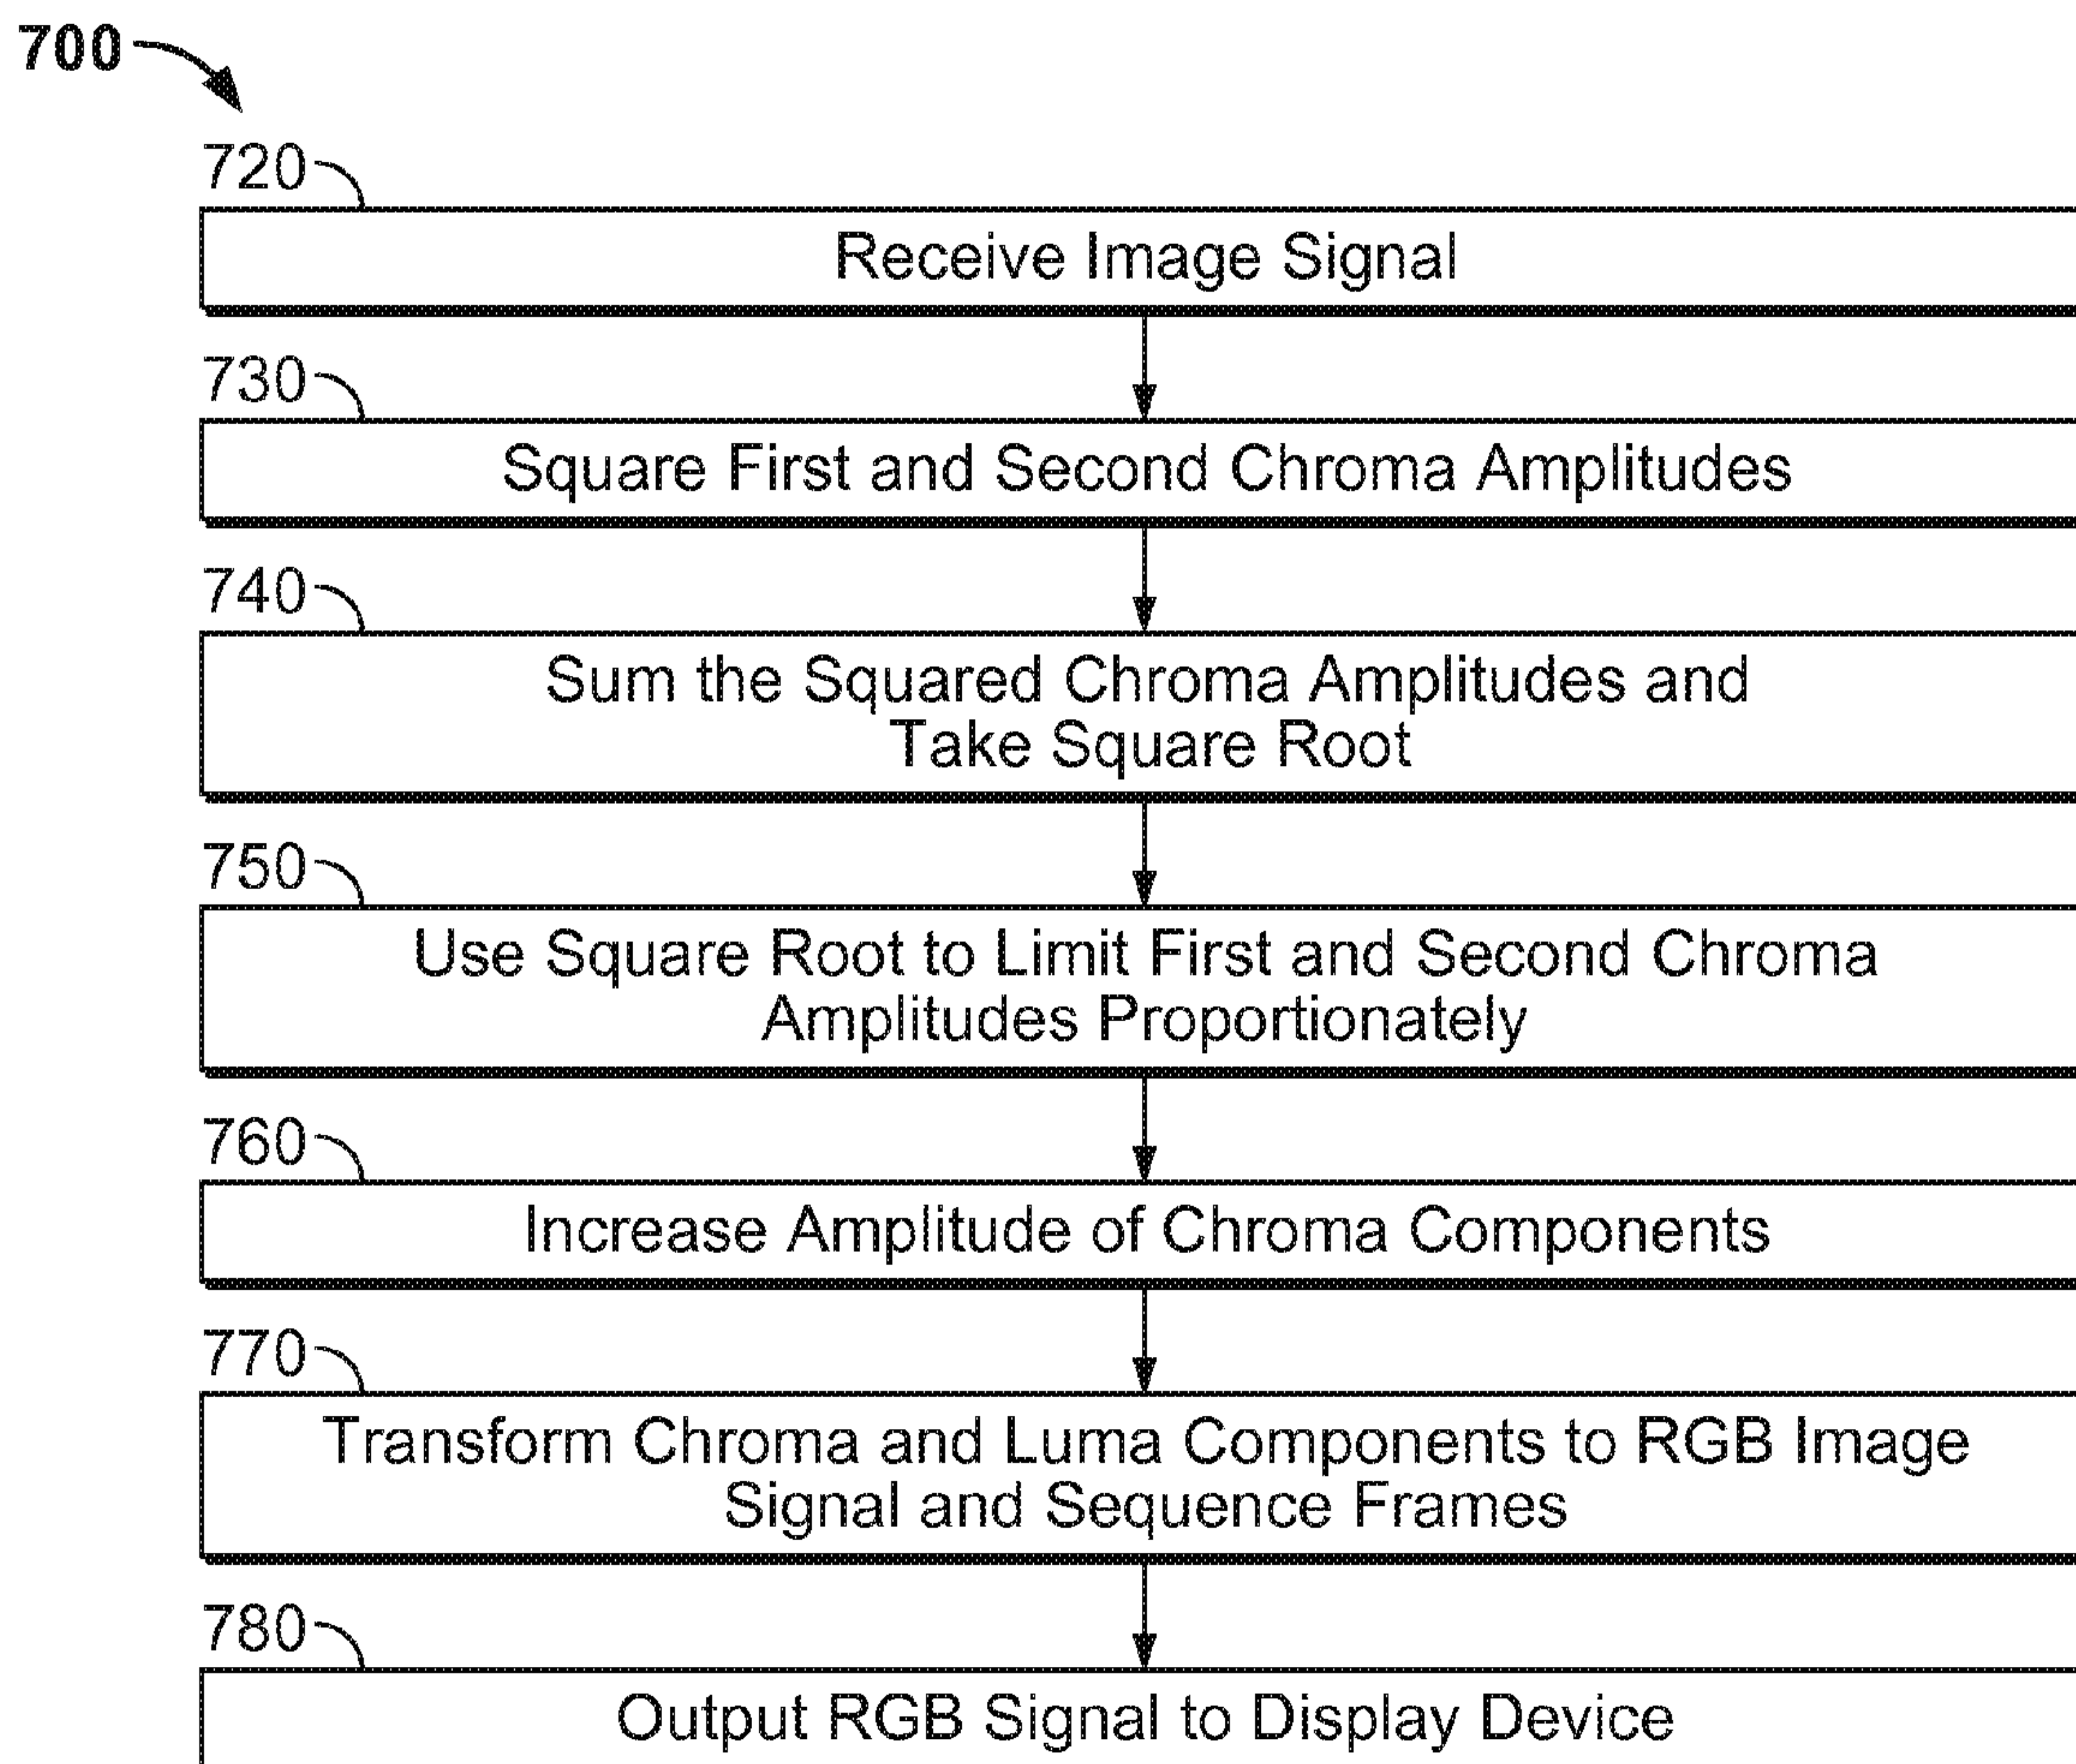 700
720
Receive Image Signal
730
Square First and Second Chroma Amplitudes
740
Sum the Squared Chroma Amplitudes and
Take Square Root
750
Use Square Root to Limit First and Second Chroma
Amplitudes Proportionately
760
Increase Amplitude of Chroma Components
770
Transform Chroma and Luma Components to RGB Image
Signal and Sequence Frames
780
Output RGB Signal to Display Device